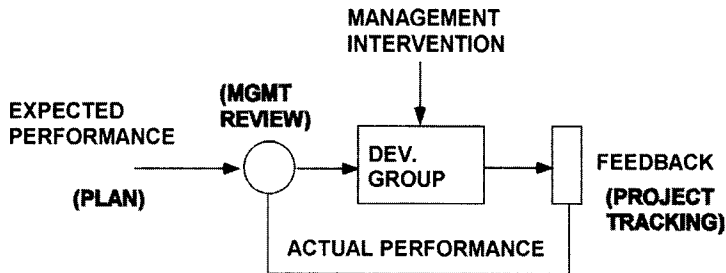 MANAGEMENT
INTERVENTION
(MGMT
REVIEW)
EXPECTED
PERFORMANCE
(PLAN)
DEV.
GROUP
FEEDBACK
(PROJECT
TRACKING)
ACTUAL PERFORMANCE